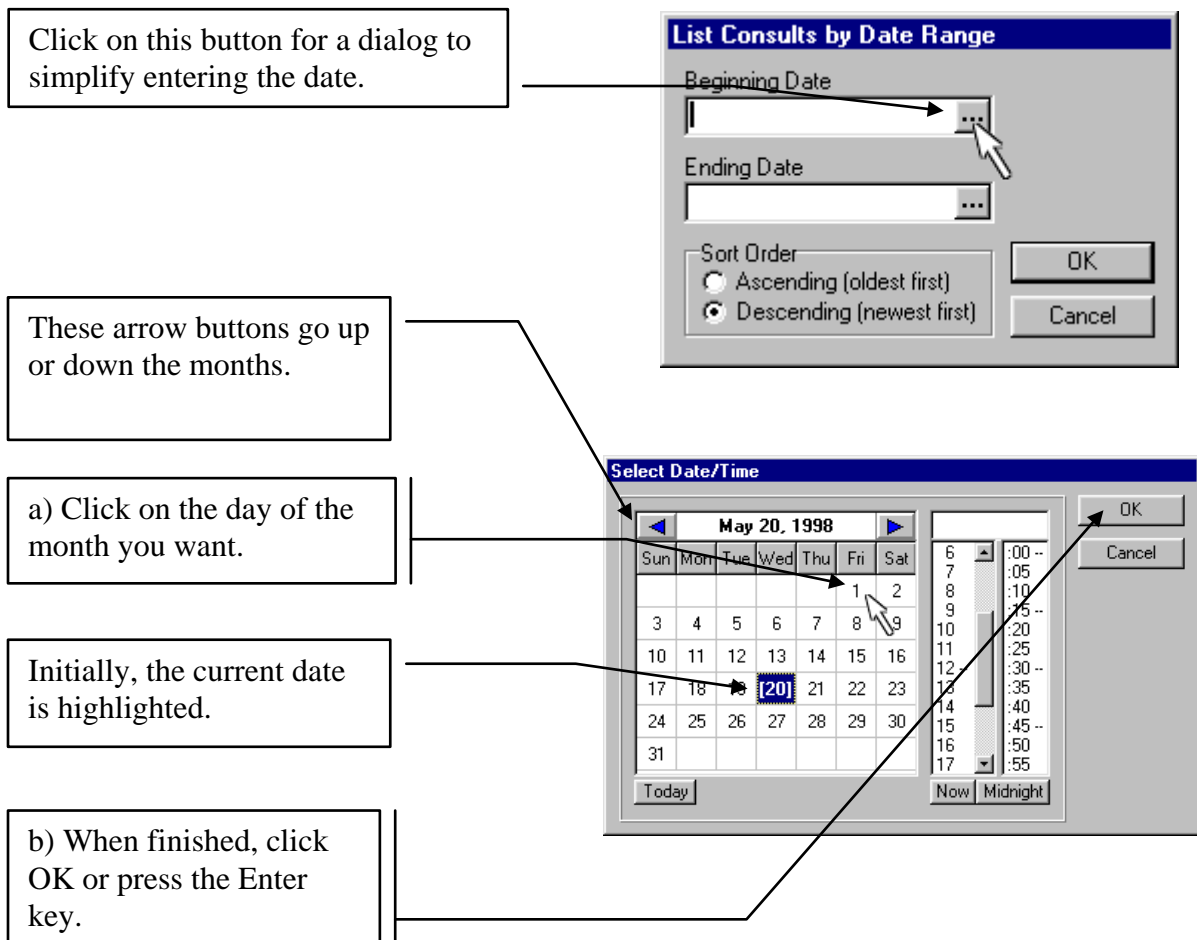 Click on this button for a dialog to
simplify entering the date.
List Consults by Date Range
Beginning Date
...
Ending Date
...
Sort Order
Ascending (oldest first)
Descending (newest first)
OK
Cancel
These arrow buttons go up
or down the months.
a) Click on the day of the
month you want.
Initially, the current date
is highlighted.
b) When finished, click
OK or press the Enter
key.
Select Date/Time
May 20, 1998
Sun Mon Tue Wed Thu Fri Sat
1 2
3 4 5 6 7 8 9
10 11 12 13 14 15 16
17 18 19 [20] 21 22 23
24 25 26 27 28 29 30
31
Today
6 :00 --
7 :05
8 :10
9 :15 --
10 :20
11 :25
12 -- :30 --
13 :35
14 :40
15 :45 --
16 :50
17 :55
Now Midnight
OK
Cancel